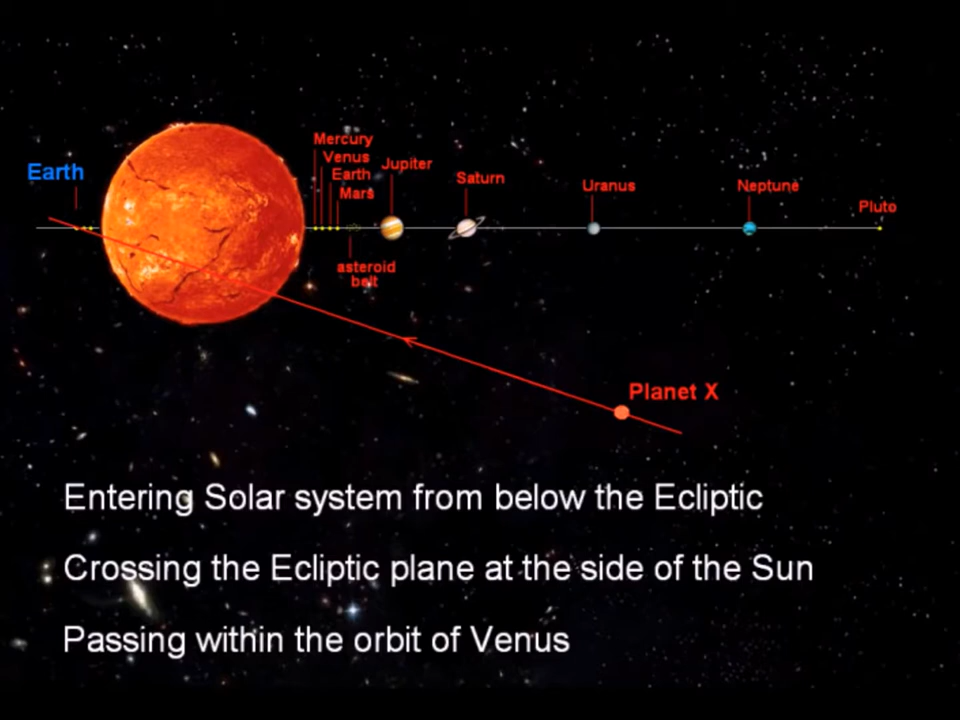 Mercury
Venus
Earth
Mars
Jupiter
Earth
Saturn
Uranus
Neptune
Pluto
asteroid
belt
Planet X
Entering Solar system from below the Ecliptic
Crossing the Ecliptic plane at the side of the Sun
Passing within the orbit of Venus